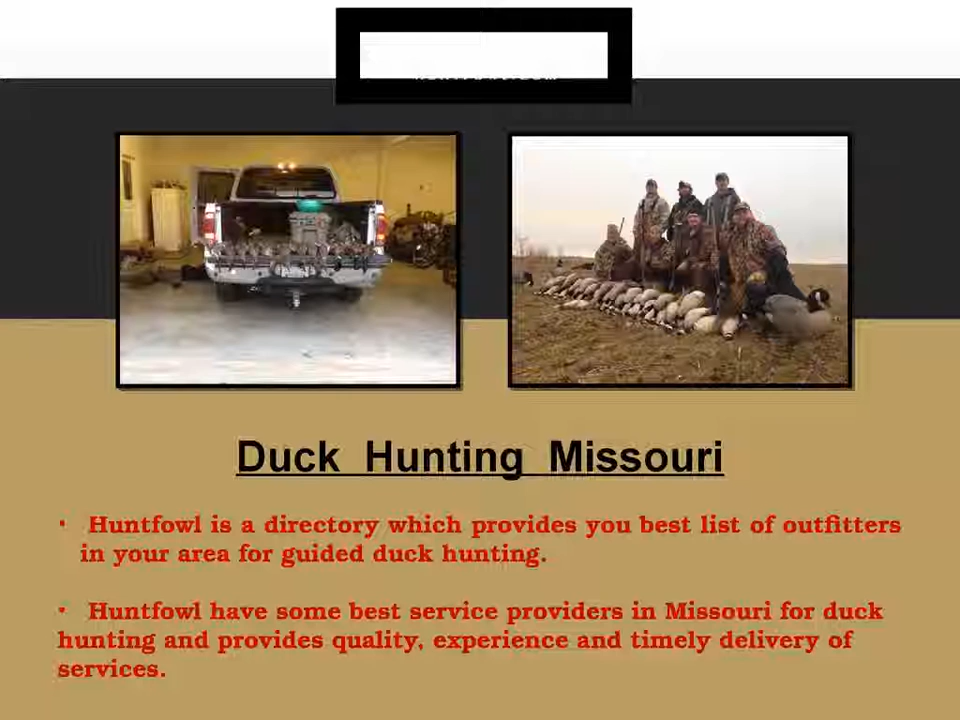 Duck Hunting Missouri
• Huntfowl is a directory which provides you best list of outfitters
in your area for guided duck hunting.
• Huntfowl have some best service providers in Missouri for duck
hunting and provides quality, experience and timely delivery of
services.